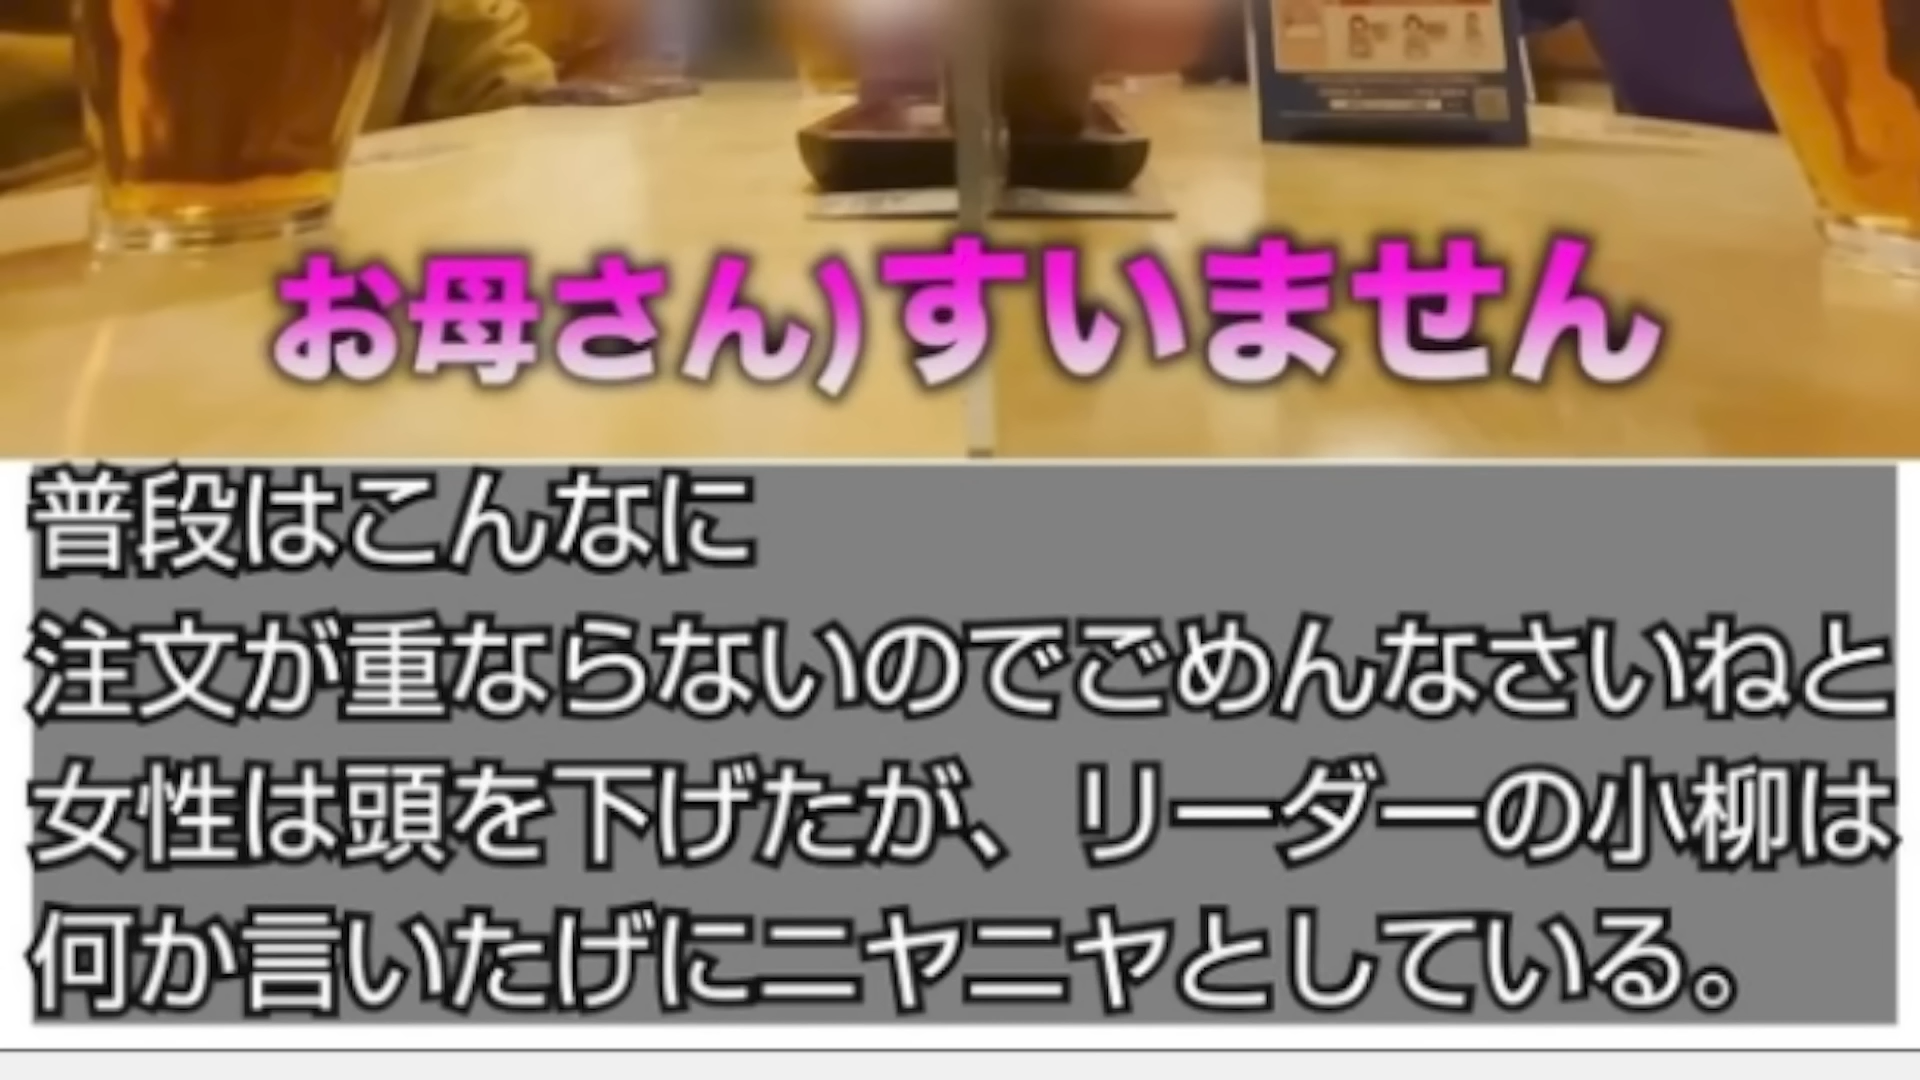 お母さん)すいません
普段はこんなに
注文が重ならないのでごめんなさいねと
女性は頭を下げたが、リーダーの小柳は
何か言いたげにニヤニヤとしている。